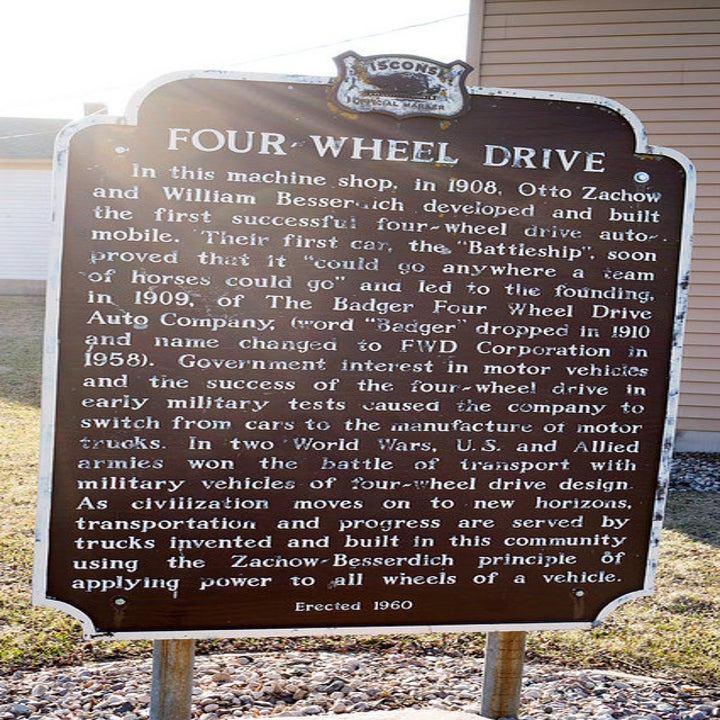 WISCONSIN
OFFICIAL MARKER
FOUR-WHEEL DRIVE
In this machine shop, in 1908, Otto Zachow
and William Besserdich developed and built
the first successful four-wheel drive auto-
mobile. Their first car, the "Battleship", soon
proved that it "could go anywhere a team
of horses could go" and led to the founding,
in 1909, of The Badger Four Wheel Drive
Auto Company, (word "Badger" dropped in 1910
and name changed to FWD Corporation in
1958). Government interest in motor vehicles
and the success of the four-wheel drive in
early military tests caused the company to
switch from cars to the manufacture of motor
trucks. In two World Wars, U.S. and Allied
armies won the battle of transport with
military vehicles of four-wheel drive design.
As civilization moves on to new horizons,
transportation and progress are served by
trucks invented and built in this community
using the Zachow-Besserdich principle of
applying power to all wheels of a vehicle.
Erected 1960